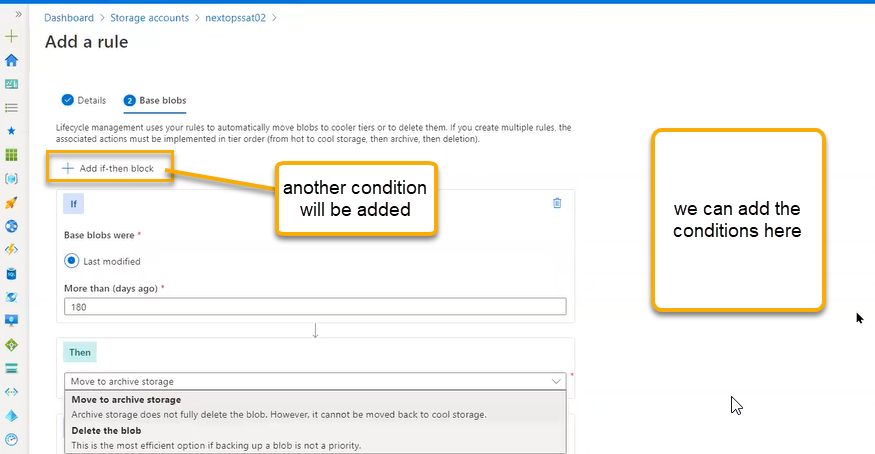 Dashboard > Storage accounts > nextopssat02 >
Add a rule
Details
2 Base blobs
Lifecycle management uses your rules to automatically move blobs to cooler tiers or to delete them. If you create multiple rules, the
associated actions must be implemented in tier order (from hot to cool storage, then archive, then deletion).
+ Add if-then block
another condition
will be added
we can add the
conditions here
If
Base blobs were *
Last modified
More than (days ago) *
180
Then
Move to archive storage
*
Move to archive storage
Archive storage does not fully delete the blob. However, it cannot be moved back to cool storage.
Delete the blob
This is the most efficient option if backing up a blob is not a priority.